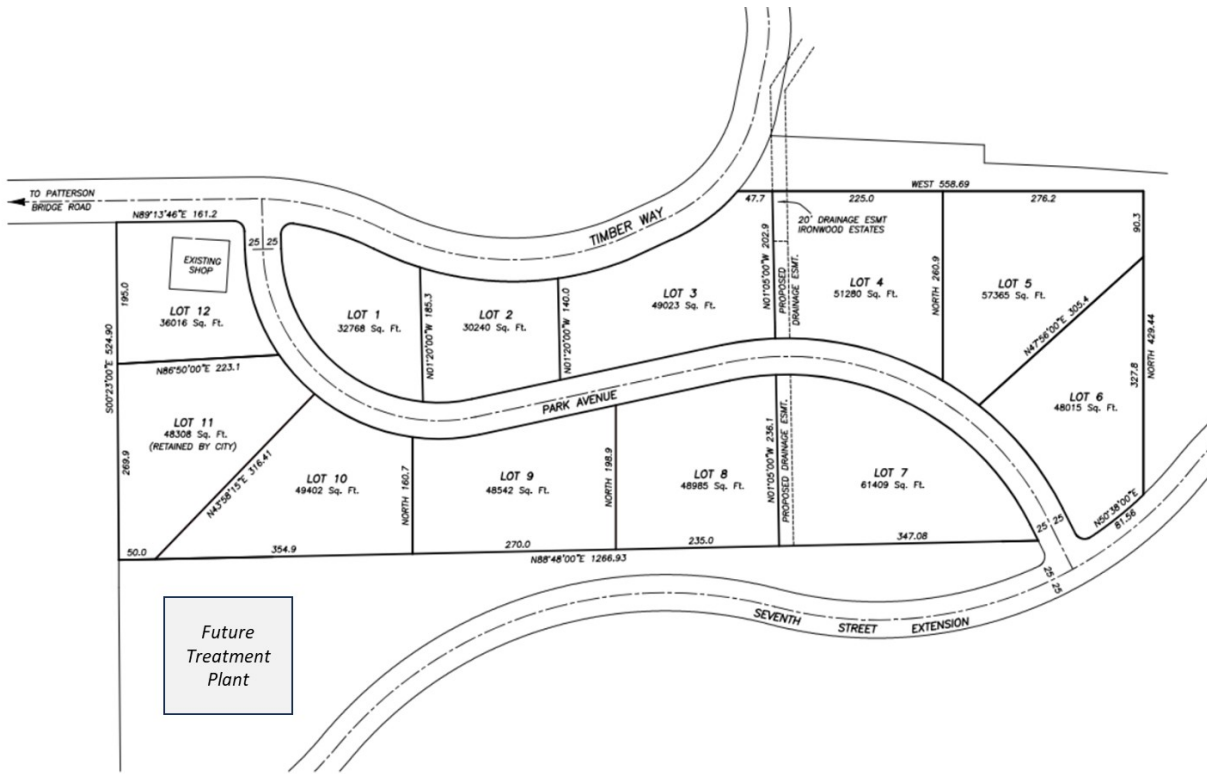 TO PATTERSON
BRIDGE ROAD
N89°13'46"E 161.2
25 25
TIMBER WAY
WEST 558.69
47.7
225.0
276.2
20' DRAINAGE ESMT
IRONWOOD ESTATES
90.3
EXISTING
SHOP
195.0
LOT 12
36016 Sq. Ft.
S00°23'00"E 524.90
N86°50'00"E 223.1
LOT 1
32768 Sq. Ft.
N01°20'00"W 185.3
LOT 2
30240 Sq. Ft.
N01°20'00"W 140.0
LOT 3
49023 Sq. Ft.
N01°05'00"W 202.9
PROPOSED
DRAINAGE ESMT.
LOT 4
51280 Sq. Ft.
NORTH 260.9
LOT 5
57365 Sq. Ft.
N47°56'00"E 305.4
NORTH 429.44
327.8
LOT 6
48015 Sq. Ft.
PARK AVENUE
LOT 11
48308 Sq. Ft.
(RETAINED BY CITY)
269.9
N43°58'15"E 316.41
LOT 10
49402 Sq. Ft.
NORTH 160.7
LOT 9
48542 Sq. Ft.
NORTH 198.9
LOT 8
48985 Sq. Ft.
N01°05'00"W 236.1
PROPOSED DRAINAGE ESMT.
LOT 7
61409 Sq. Ft.
25 25
N50°38'00"E
81.56
50.0
354.9
270.0
235.0
347.08
N88°48'00"E 1266.93
25 25
SEVENTH STREET EXTENSION
Future
Treatment
Plant